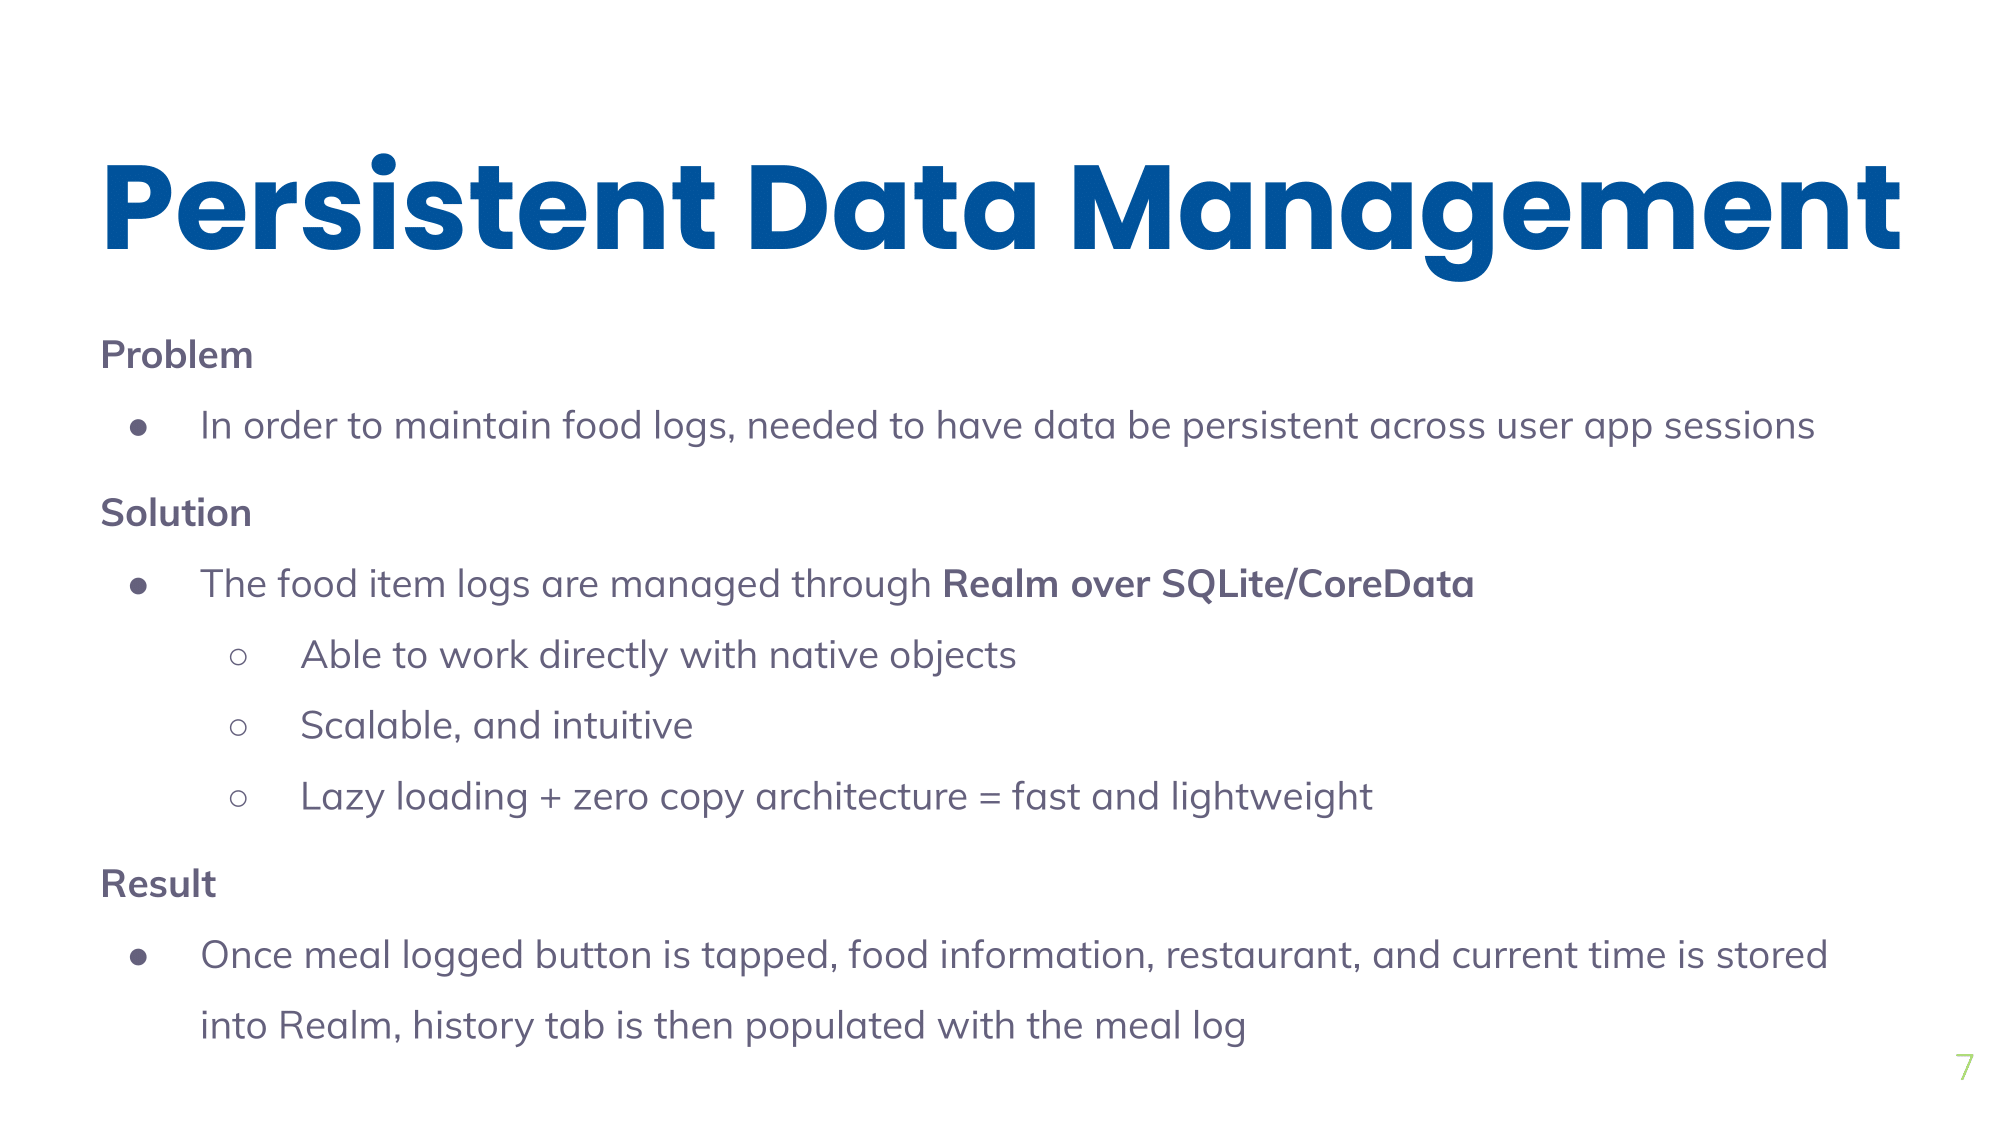 Persistent Data Management
Problem
● In order to maintain food logs, needed to have data be persistent across user app sessions
Solution
● The food item logs are managed through Realm over SQLite/CoreData
○ Able to work directly with native objects
○ Scalable, and intuitive
○ Lazy loading + zero copy architecture = fast and lightweight
Result
● Once meal logged button is tapped, food information, restaurant, and current time is stored
into Realm, history tab is then populated with the meal log
7